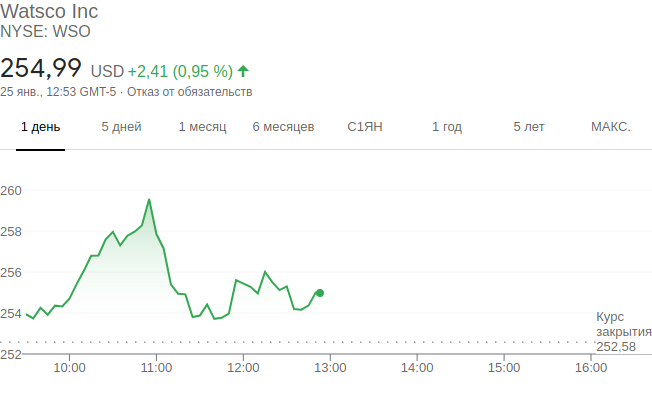 Watsco Inc
NYSE: WSO
254,99 USD +2,41 (0,95 %)
25 янв., 12:53 GMT-5 · Отказ от обязательств
1 день 5 дней 1 месяц 6 месяцев С1ЯН 1 год 5 лет МАКС.
260
258
256
254
Курс
закрытия
252,58
252
10:00 11:00 12:00 13:00 14:00 15:00 16:00